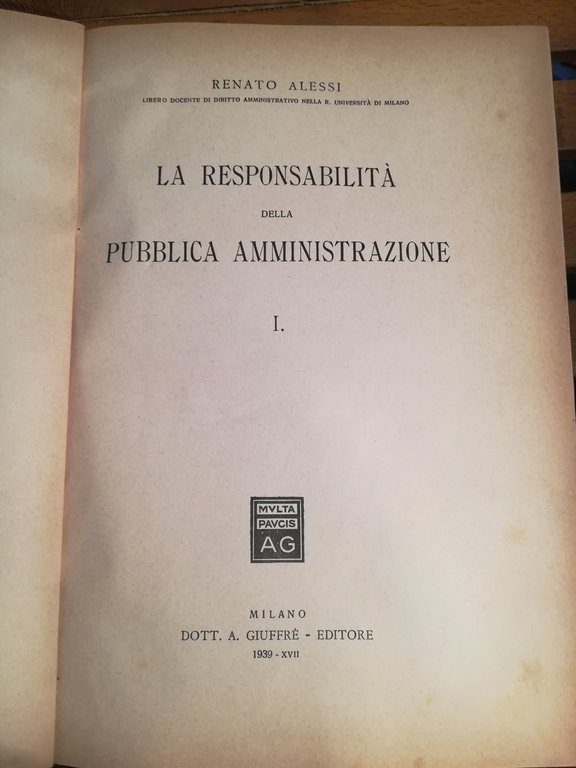 RENATO ALESSI
LIBERO DOCENTE DI DIRITTO AMMINISTRATIVO NELLA R. UNIVERSITÀ DI MILANO
LA RESPONSABILITÀ
DELLA
PUBBLICA AMMINISTRAZIONE
I.
MVLTA
PAVCIS
AG
MILANO
DOTT. A. GIUFFRÈ - EDITORE
1939 - XVII